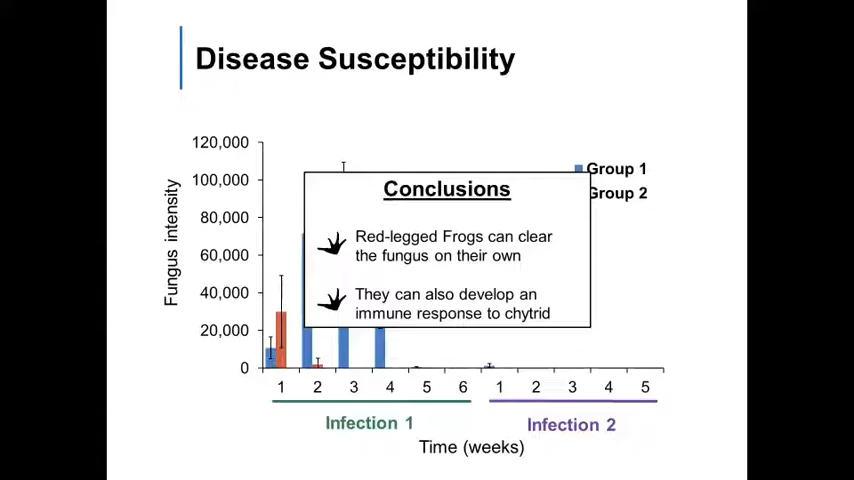 Disease Susceptibility
120,000
100,000
80,000
60,000
40,000
20,000
0
Fungus intensity
Group 1
Group 2
Conclusions
Red-legged Frogs can clear
the fungus on their own
They can also develop an
immune response to chytrid
1 2 3 4 5 6 1 2 3 4 5
Infection 1 Infection 2
Time (weeks)